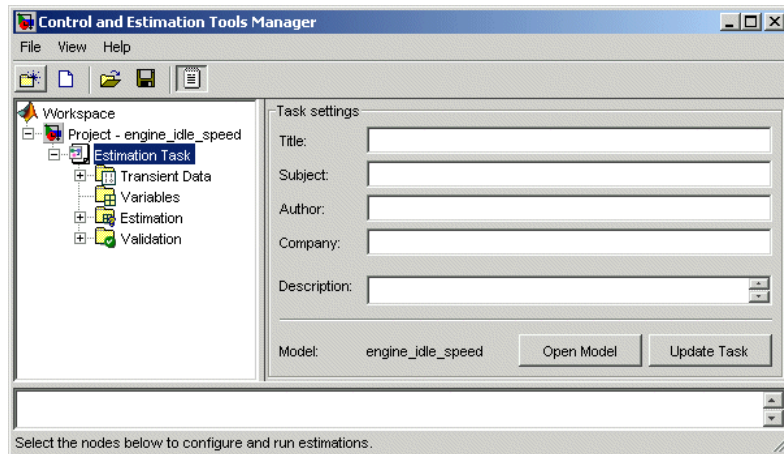 Control and Estimation Tools Manager
File View Help
Workspace
Project - engine_idle_speed
Estimation Task
Transient Data
Variables
Estimation
Validation
Task settings
Title:
Subject:
Author:
Company:
Description:
Model: engine_idle_speed Open Model Update Task
Select the nodes below to configure and run estimations.